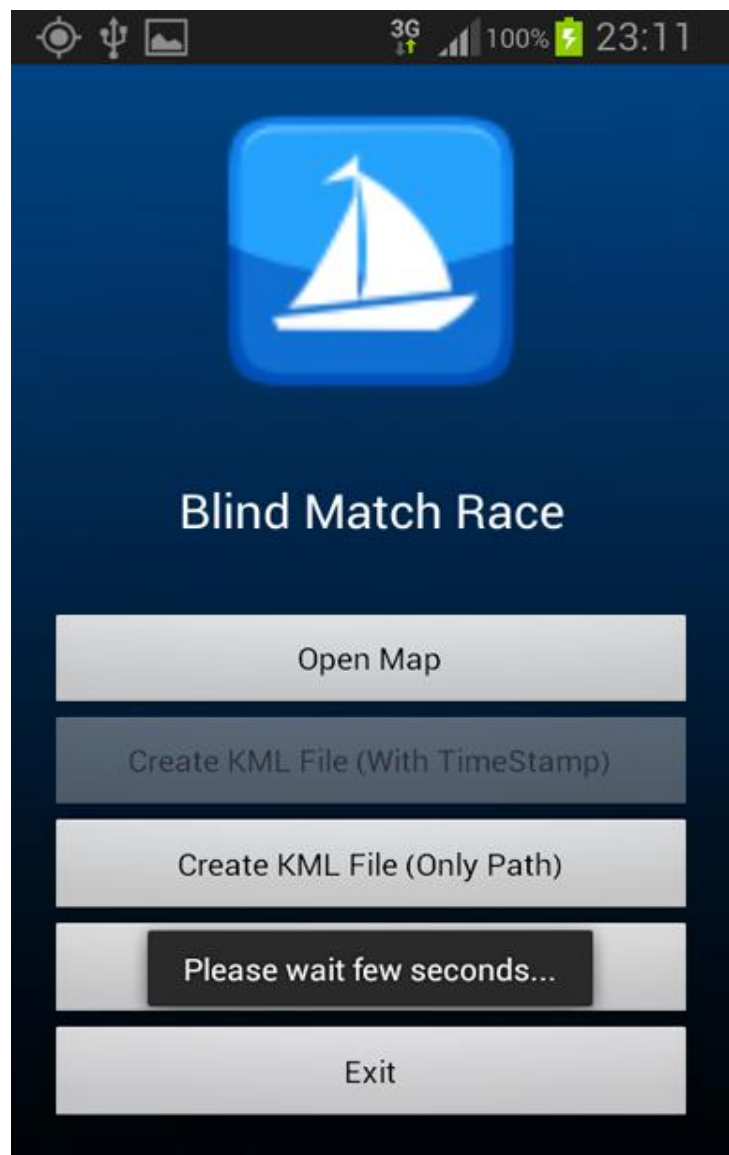 3G 100% 23:11
Blind Match Race
Open Map
Create KML File (With TimeStamp)
Create KML File (Only Path)
Please wait few seconds...
Exit